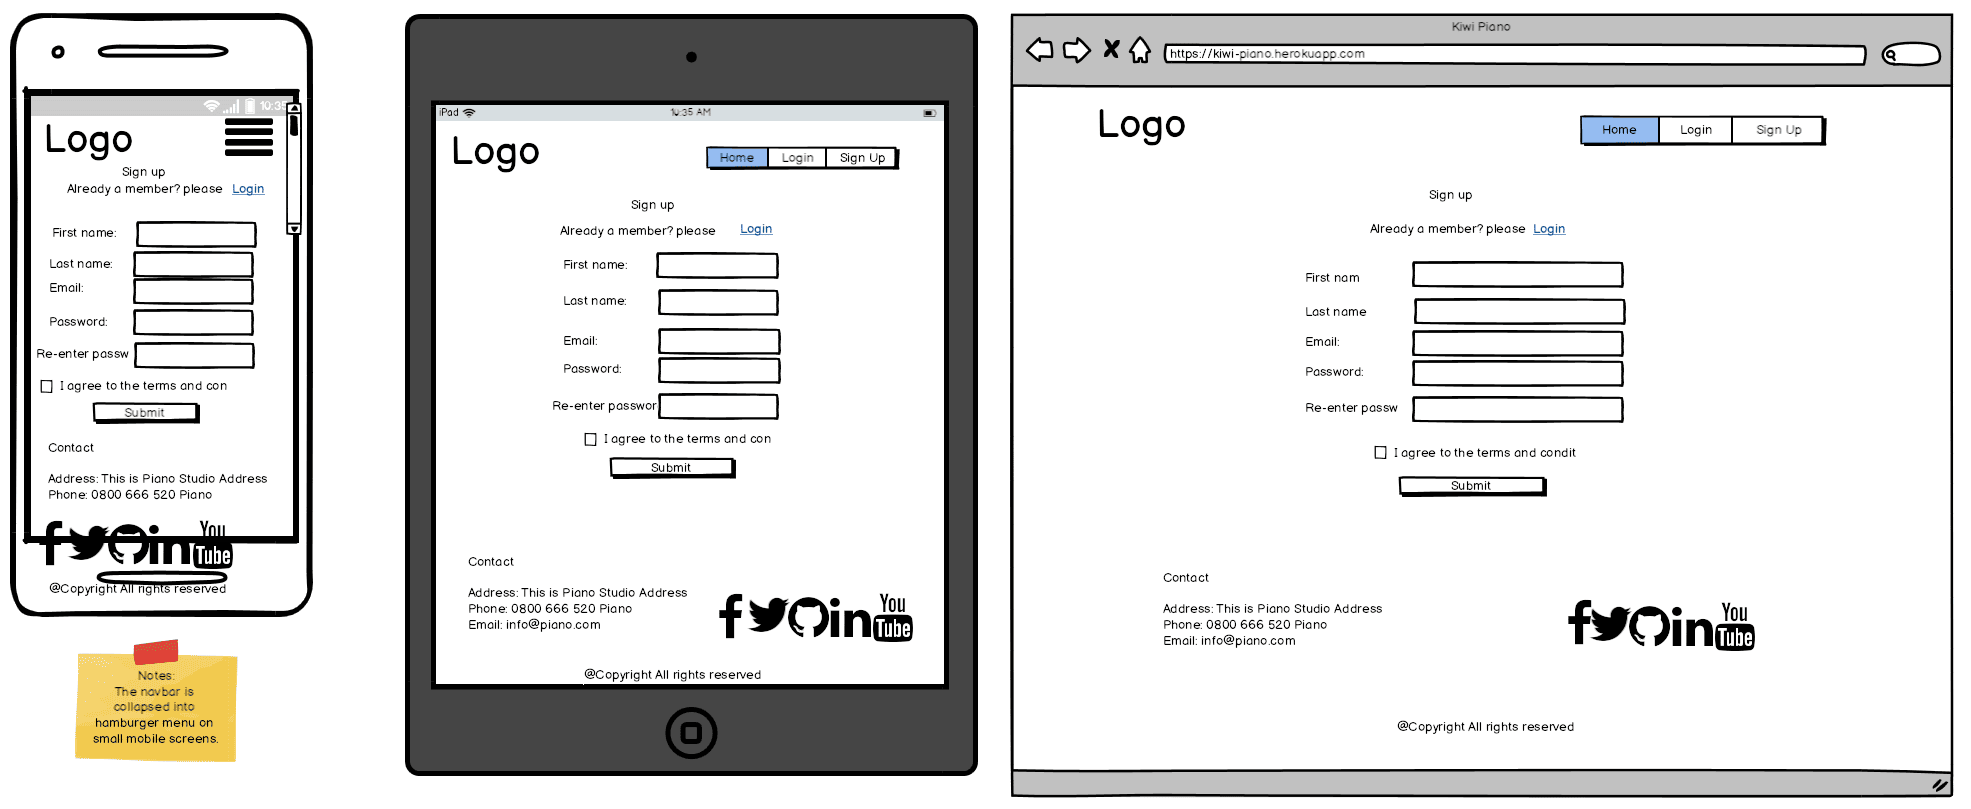 10:35
Logo
Sign up
Already a member? please Login
First name:
Last name:
Email:
Password:
Re-enter passw
I agree to the terms and con
Submit
Contact
Address: This is Piano Studio Address
Phone: 0800 666 520 Piano
f in You Tube
@Copyright All rights reserved
Notes:
The navbar is
collapsed into
hamburger menu on
small mobile screens.
iPad 10:35 AM
Logo
Home Login Sign Up
Sign up
Already a member? please Login
First name:
Last name:
Email:
Password:
Re-enter passwor
I agree to the terms and con
Submit
Contact
Address: This is Piano Studio Address
Phone: 0800 666 520 Piano
Email: info@piano.com
f in You Tube
@Copyright All rights reserved
Kiwi Piano
https://kiwi-piano.herokuapp.com
Logo
Home Login Sign Up
Sign up
Already a member? please Login
First nam
Last name
Email:
Password:
Re-enter passw
I agree to the terms and condit
Submit
Contact
Address: This is Piano Studio Address
Phone: 0800 666 520 Piano
Email: info@piano.com
f in You Tube
@Copyright All rights reserved